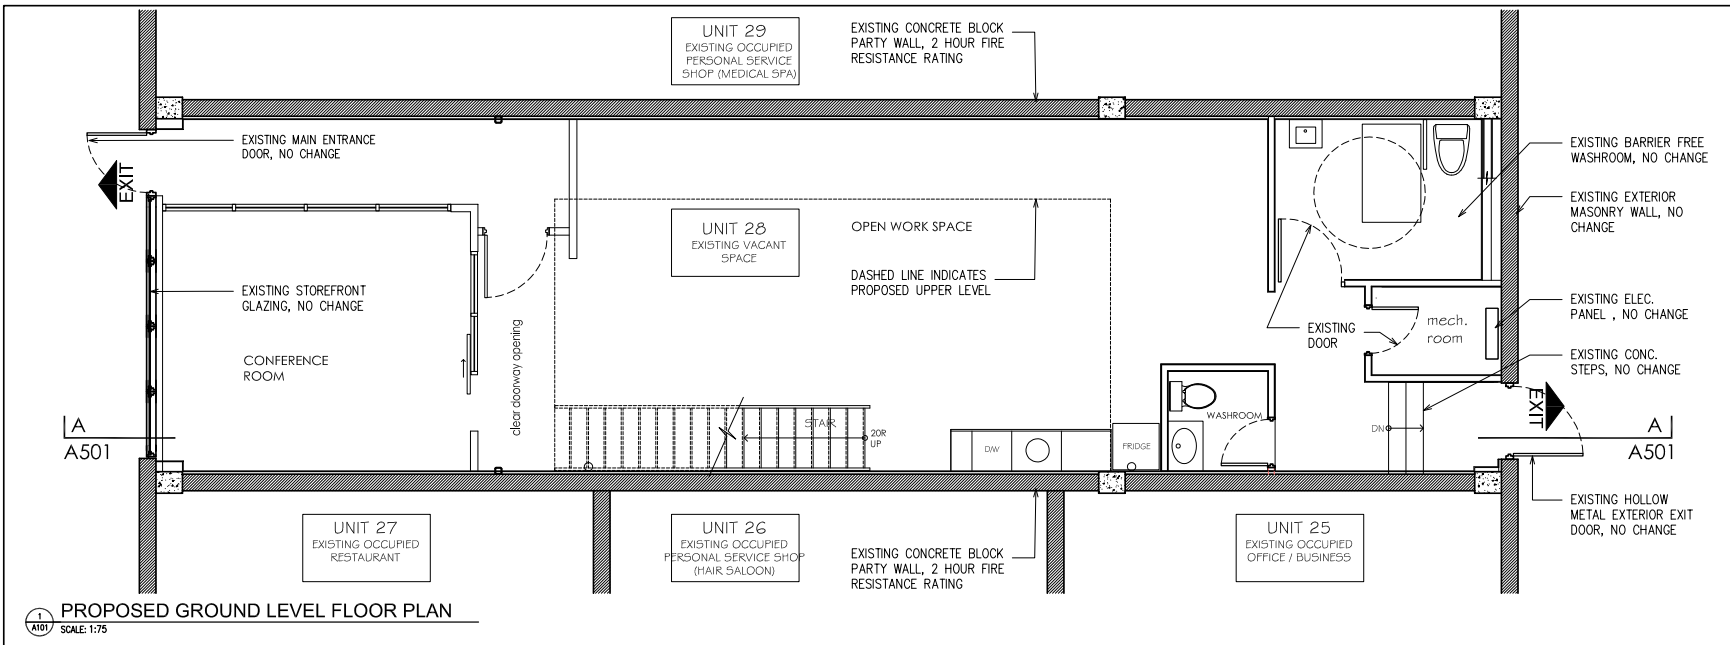 UNIT 29
EXISTING OCCUPIED
PERSONAL SERVICE
SHOP (MEDICAL SPA)
EXISTING CONCRETE BLOCK
PARTY WALL, 2 HOUR FIRE
RESISTANCE RATING
EXISTING MAIN ENTRANCE
DOOR, NO CHANGE
EXIT
EXISTING BARRIER FREE
WASHROOM, NO CHANGE
EXISTING EXTERIOR
MASONRY WALL, NO
CHANGE
UNIT 28
EXISTING VACANT
SPACE
OPEN WORK SPACE
DASHED LINE INDICATES
PROPOSED UPPER LEVEL
EXISTING STOREFRONT
GLAZING, NO CHANGE
CONFERENCE
ROOM
clear doorway opening
EXISTING
DOOR
mech.
room
EXISTING ELEC.
PANEL , NO CHANGE
EXISTING CONC.
STEPS, NO CHANGE
STAIR
20R
UP
D/W
FRIDGE
WASHROOM
DN
EXIT
A
A501
A
A501
EXISTING HOLLOW
METAL EXTERIOR EXIT
DOOR, NO CHANGE
UNIT 27
EXISTING OCCUPIED
RESTAURANT
UNIT 26
EXISTING OCCUPIED
PERSONAL SERVICE SHOP
(HAIR SALOON)
EXISTING CONCRETE BLOCK
PARTY WALL, 2 HOUR FIRE
RESISTANCE RATING
UNIT 25
EXISTING OCCUPIED
OFFICE / BUSINESS
1
A101
PROPOSED GROUND LEVEL FLOOR PLAN
SCALE: 1:75